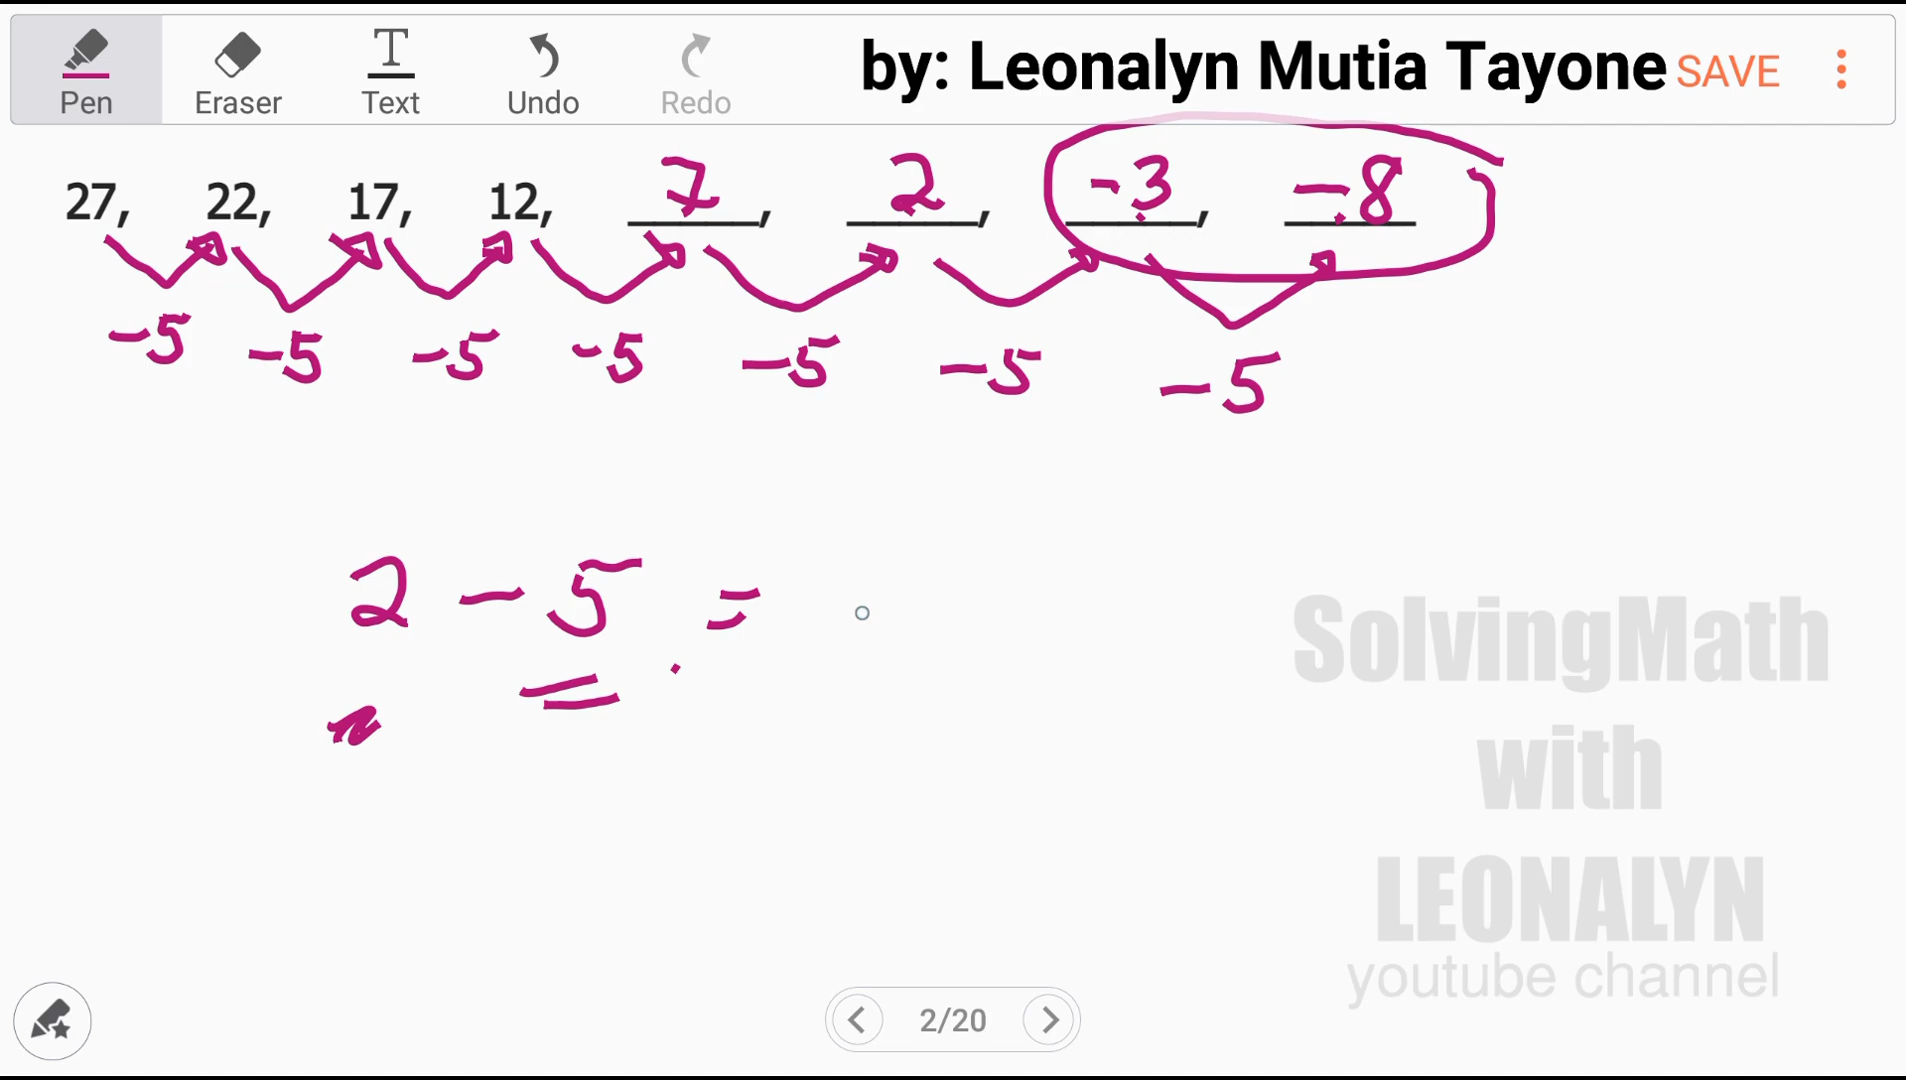 Pen Eraser Text Undo Redo by: Leonalyn Mutia Tayone SAVE
27, 22, 17, 12, 7, 2, -3, -8
-5 -5 -5 -5 -5 -5 -5
2 - 5 =
SolvingMath
with
LEONALYN
youtube channel
2/20